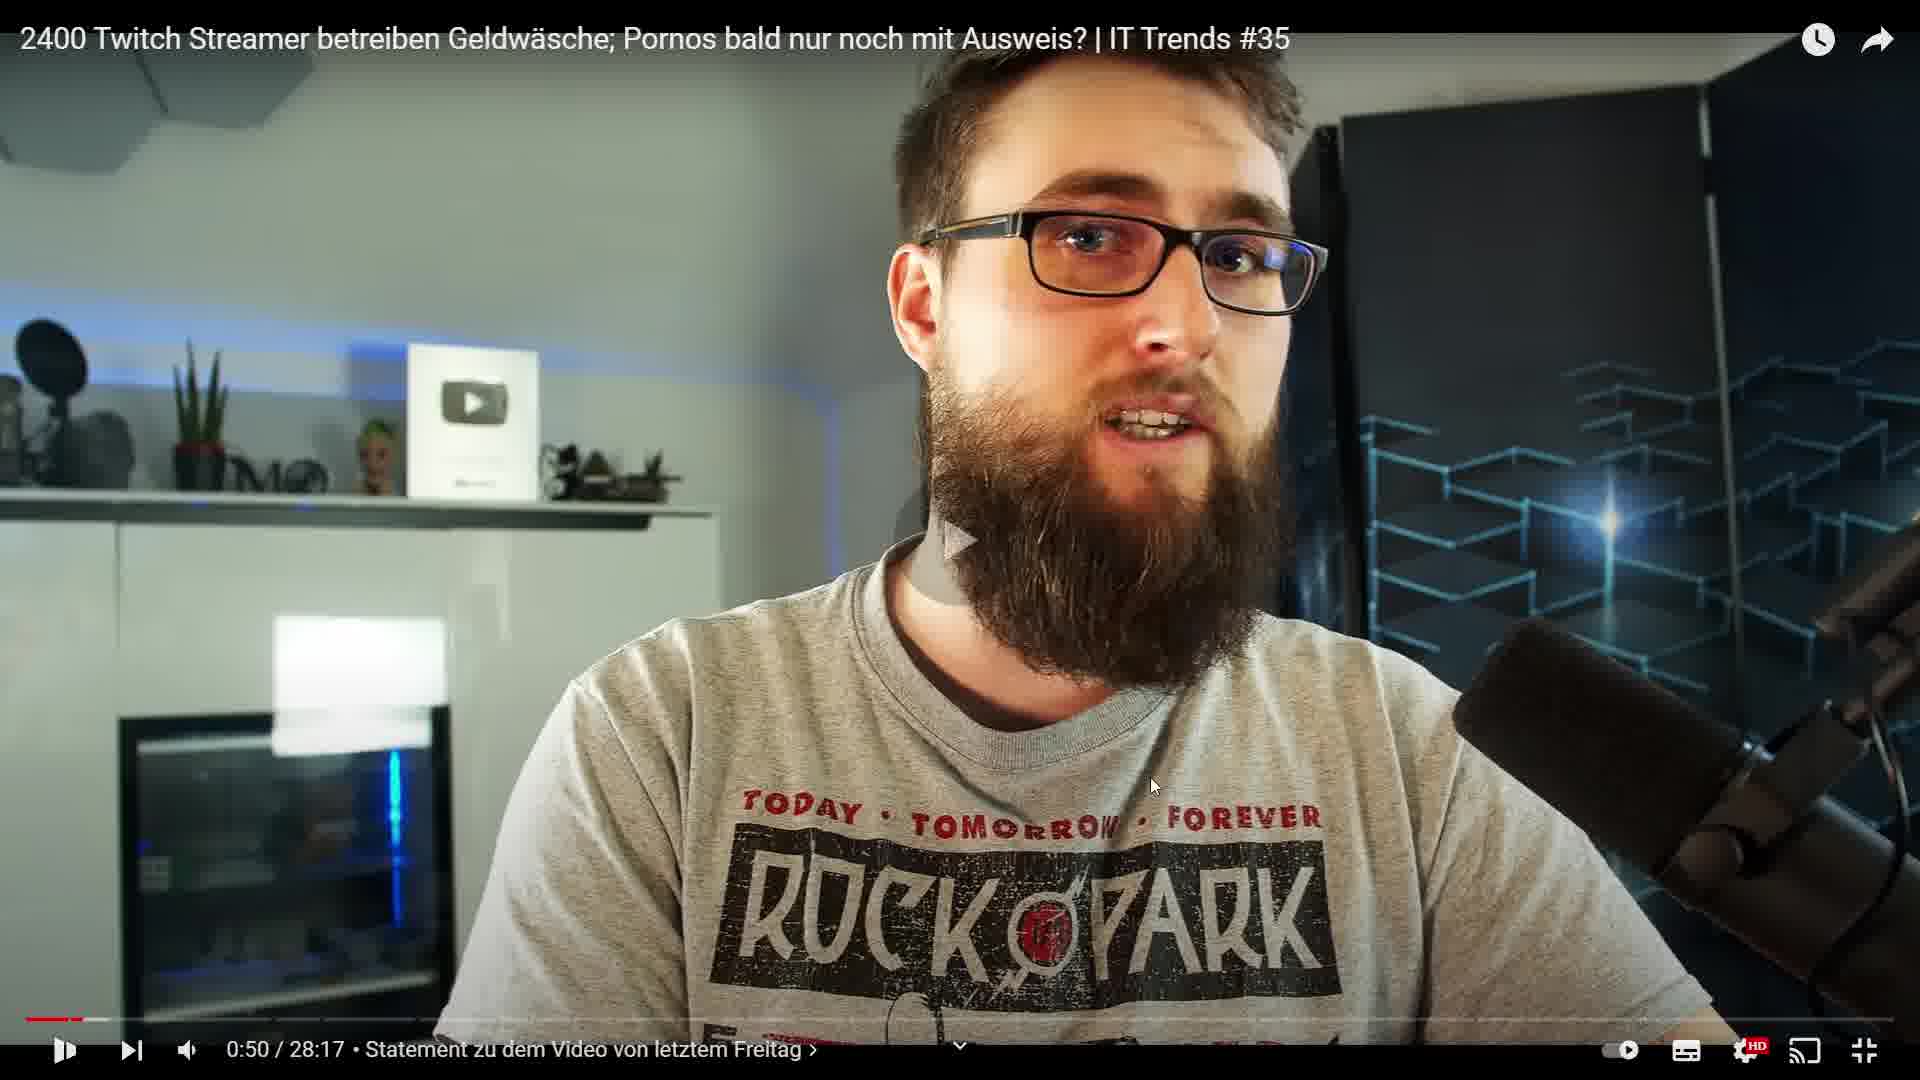 2400 Twitch Streamer betreiben Geldwäsche; Pornos bald nur noch mit Ausweis? | IT Trends #35
TODAY · TOMORROW · FOREVER
ROCK PARK
0:50 / 28:17 • Statement zu dem Video von letztem Freitag
HD